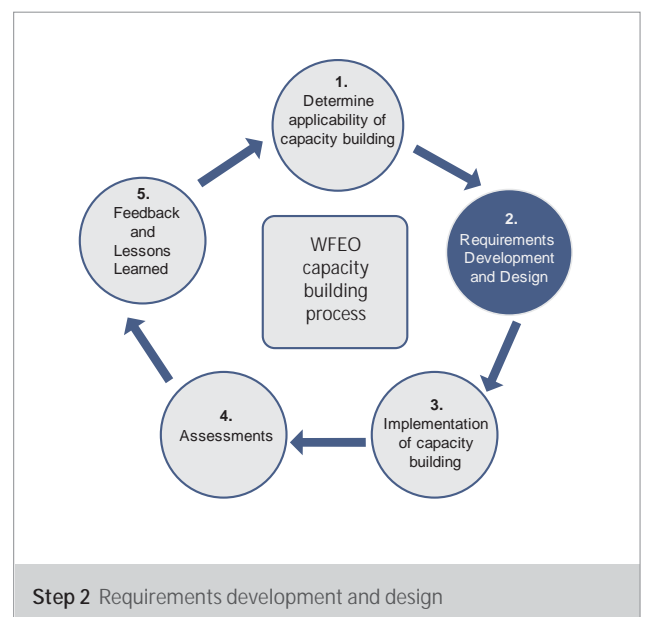 1.
Determine
applicability of
capacity building
2.
Requirements
Development
and Design
3.
Implementation
of capacity
building
4.
Assessments
5.
Feedback
and
Lessons
Learned
WFEO
capacity
building
process
Step 2 Requirements development and design